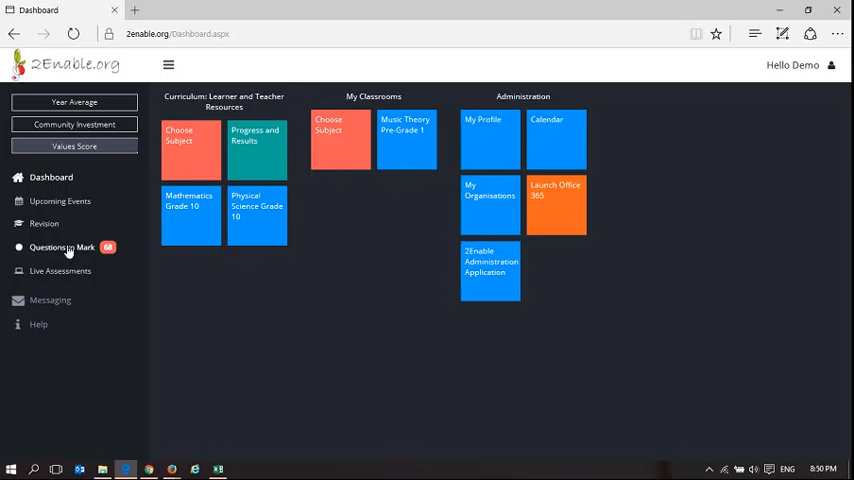 Dashboard
2enable.org/Dashboard.aspx
2Enable.org
Hello Demo
Year Average
Community Investment
Values Score
Dashboard
Upcoming Events
Revision
Questions to Mark 68
Live Assessments
Messaging
Help
Curriculum: Learner and Teacher
Resources
Choose
Subject
Progress and
Results
Mathematics
Grade 10
Physical
Science Grade
10
My Classrooms
Choose
Subject
Music Theory
Pre-Grade 1
Administration
My Profile
Calendar
My
Organisations
Launch Office
365
2Enable
Administration
Application
ENG
8:50 PM